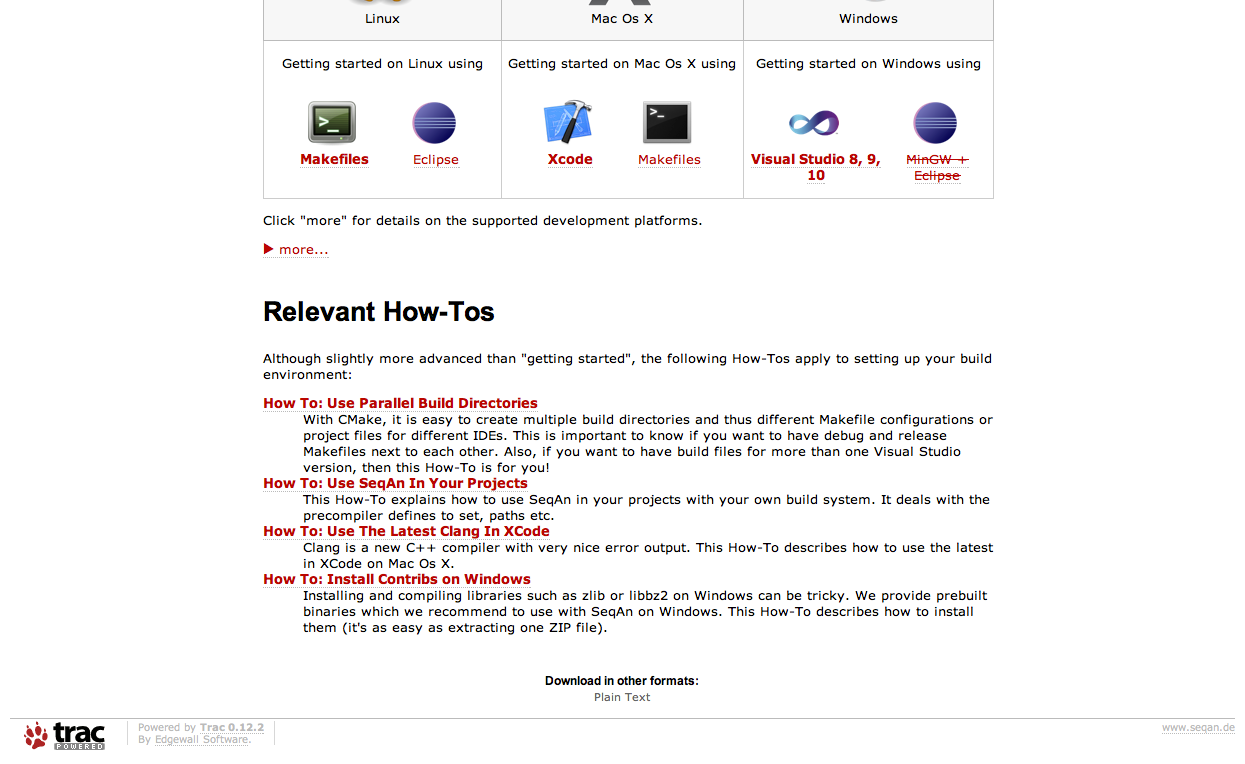 Linux
Mac Os X
Windows
Getting started on Linux using
Getting started on Mac Os X using
Getting started on Windows using
>_
>_
Makefiles
Eclipse
Xcode
Makefiles
Visual Studio 8, 9,
10
MinGW +
Eclipse
Click "more" for details on the supported development platforms.
more...
Relevant How-Tos
Although slightly more advanced than "getting started", the following How-Tos apply to setting up your build
environment:
How To: Use Parallel Build Directories
With CMake, it is easy to create multiple build directories and thus different Makefile configurations or
project files for different IDEs. This is important to know if you want to have debug and release
Makefiles next to each other. Also, if you want to have build files for more than one Visual Studio
version, then this How-To is for you!
How To: Use SeqAn In Your Projects
This How-To explains how to use SeqAn in your projects with your own build system. It deals with the
precompiler defines to set, paths etc.
How To: Use The Latest Clang In XCode
Clang is a new C++ compiler with very nice error output. This How-To describes how to use the latest
in XCode on Mac Os X.
How To: Install Contribs on Windows
Installing and compiling libraries such as zlib or libbz2 on Windows can be tricky. We provide prebuilt
binaries which we recommend to use with SeqAn on Windows. This How-To describes how to install
them (it's as easy as extracting one ZIP file).
Download in other formats:
Plain Text
trac
POWERED
Powered by Trac 0.12.2
By Edgewall Software.
www.seqan.de